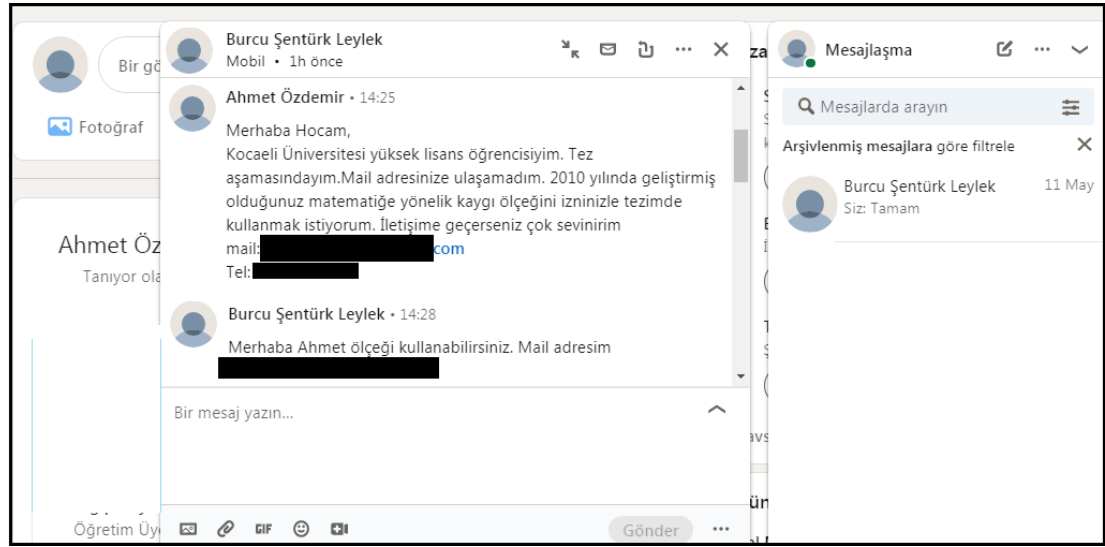 Bir gö
Fotoğraf
Ahmet Öz
Tanıyor ola
Öğretim Üy
Burcu Şentürk Leylek
Mobil • 1h önce
Ahmet Özdemir • 14:25
Merhaba Hocam,
Kocaeli Üniversitesi yüksek lisans öğrencisiyim. Tez
aşamasındayım.Mail adresinize ulaşamadım. 2010 yılında geliştirmiş
olduğunuz matematiğe yönelik kaygı ölçeğini izninizle tezimde
kullanmak istiyorum. İletişime geçerseniz çok sevinirim
mail: com
Tel:
Burcu Şentürk Leylek • 14:28
Merhaba Ahmet ölçeği kullanabilirsiniz. Mail adresim
Bir mesaj yazın...
GIF
Gönder
za
avs
ün
Mesajlaşma
Mesajlarda arayın
Arşivlenmiş mesajlara göre filtrele
Burcu Şentürk Leylek 11 May
Siz: Tamam